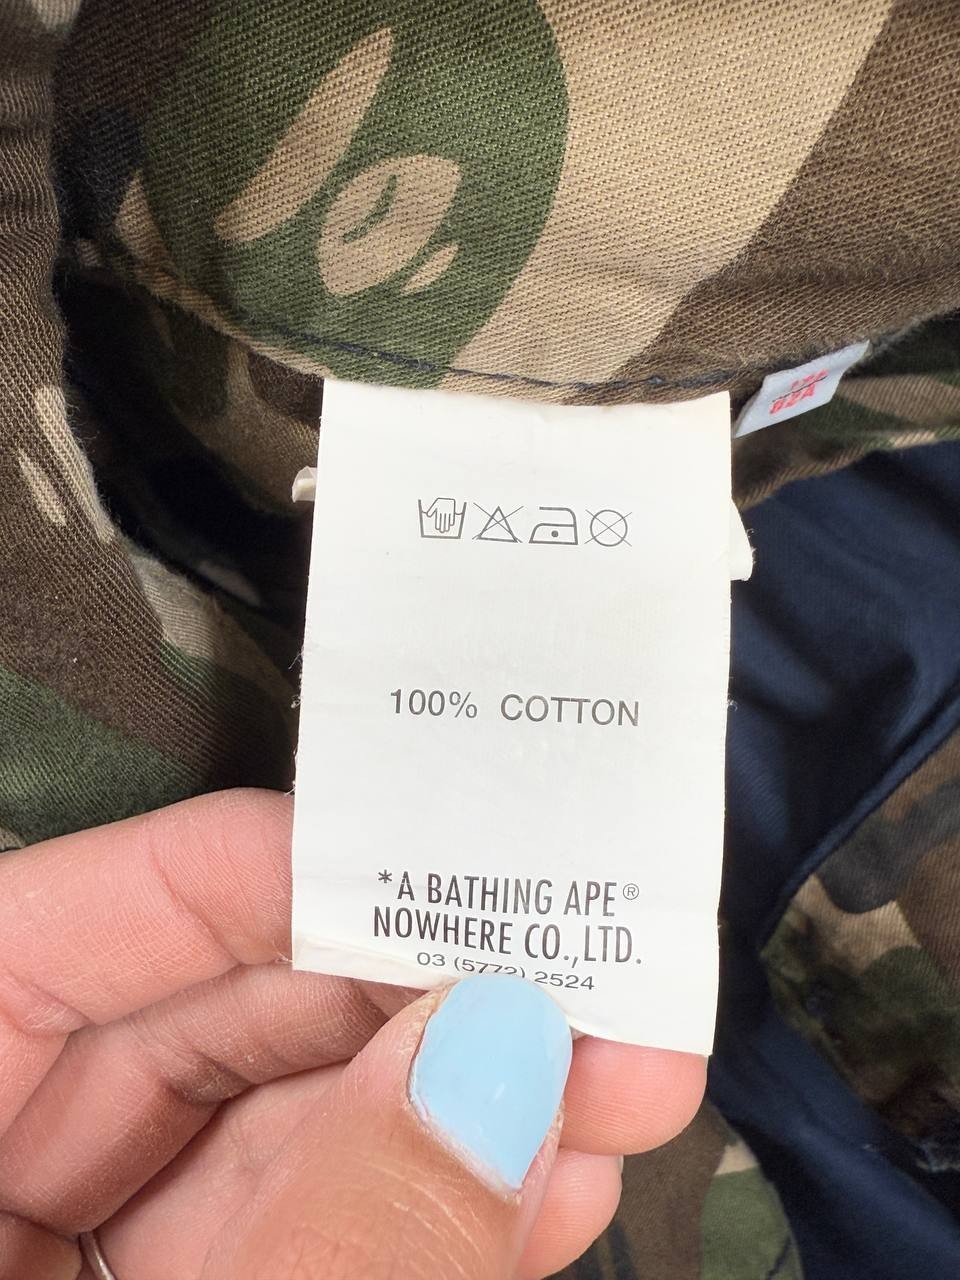 100% COTTON
*A BATHING APE®
NOWHERE CO.,LTD.
03 (5772) 2524